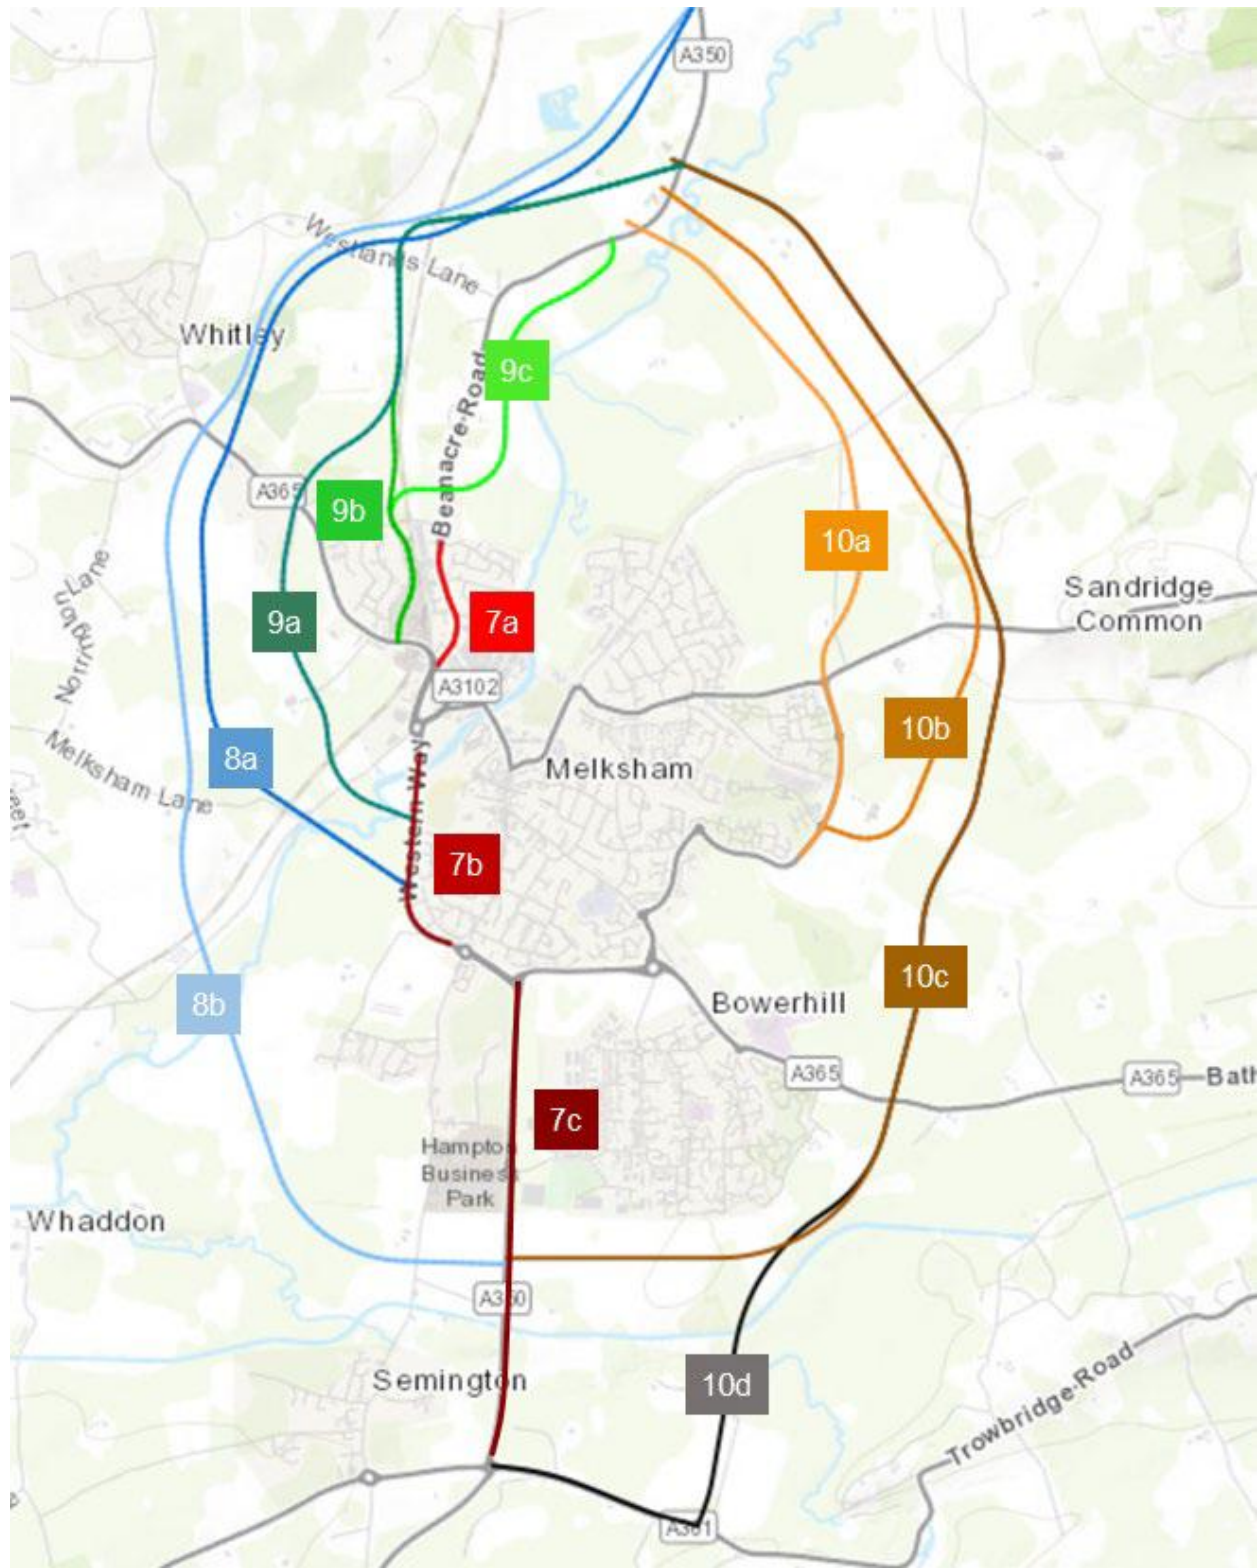 A350
Westlands Lane
Whitley
9c
Beanacre Road
A365
9b
10a
Lane
Norrington
Sandridge
Common
9a
7a
A3102
10b
8a
Melksham
Melksham Lane
Western Way
7b
8b
10c
Bowerhill
A365
A365
Bath
7c
Hampton
Business
Park
Whaddon
A350
Semington
10d
Trowbridge Road
A361